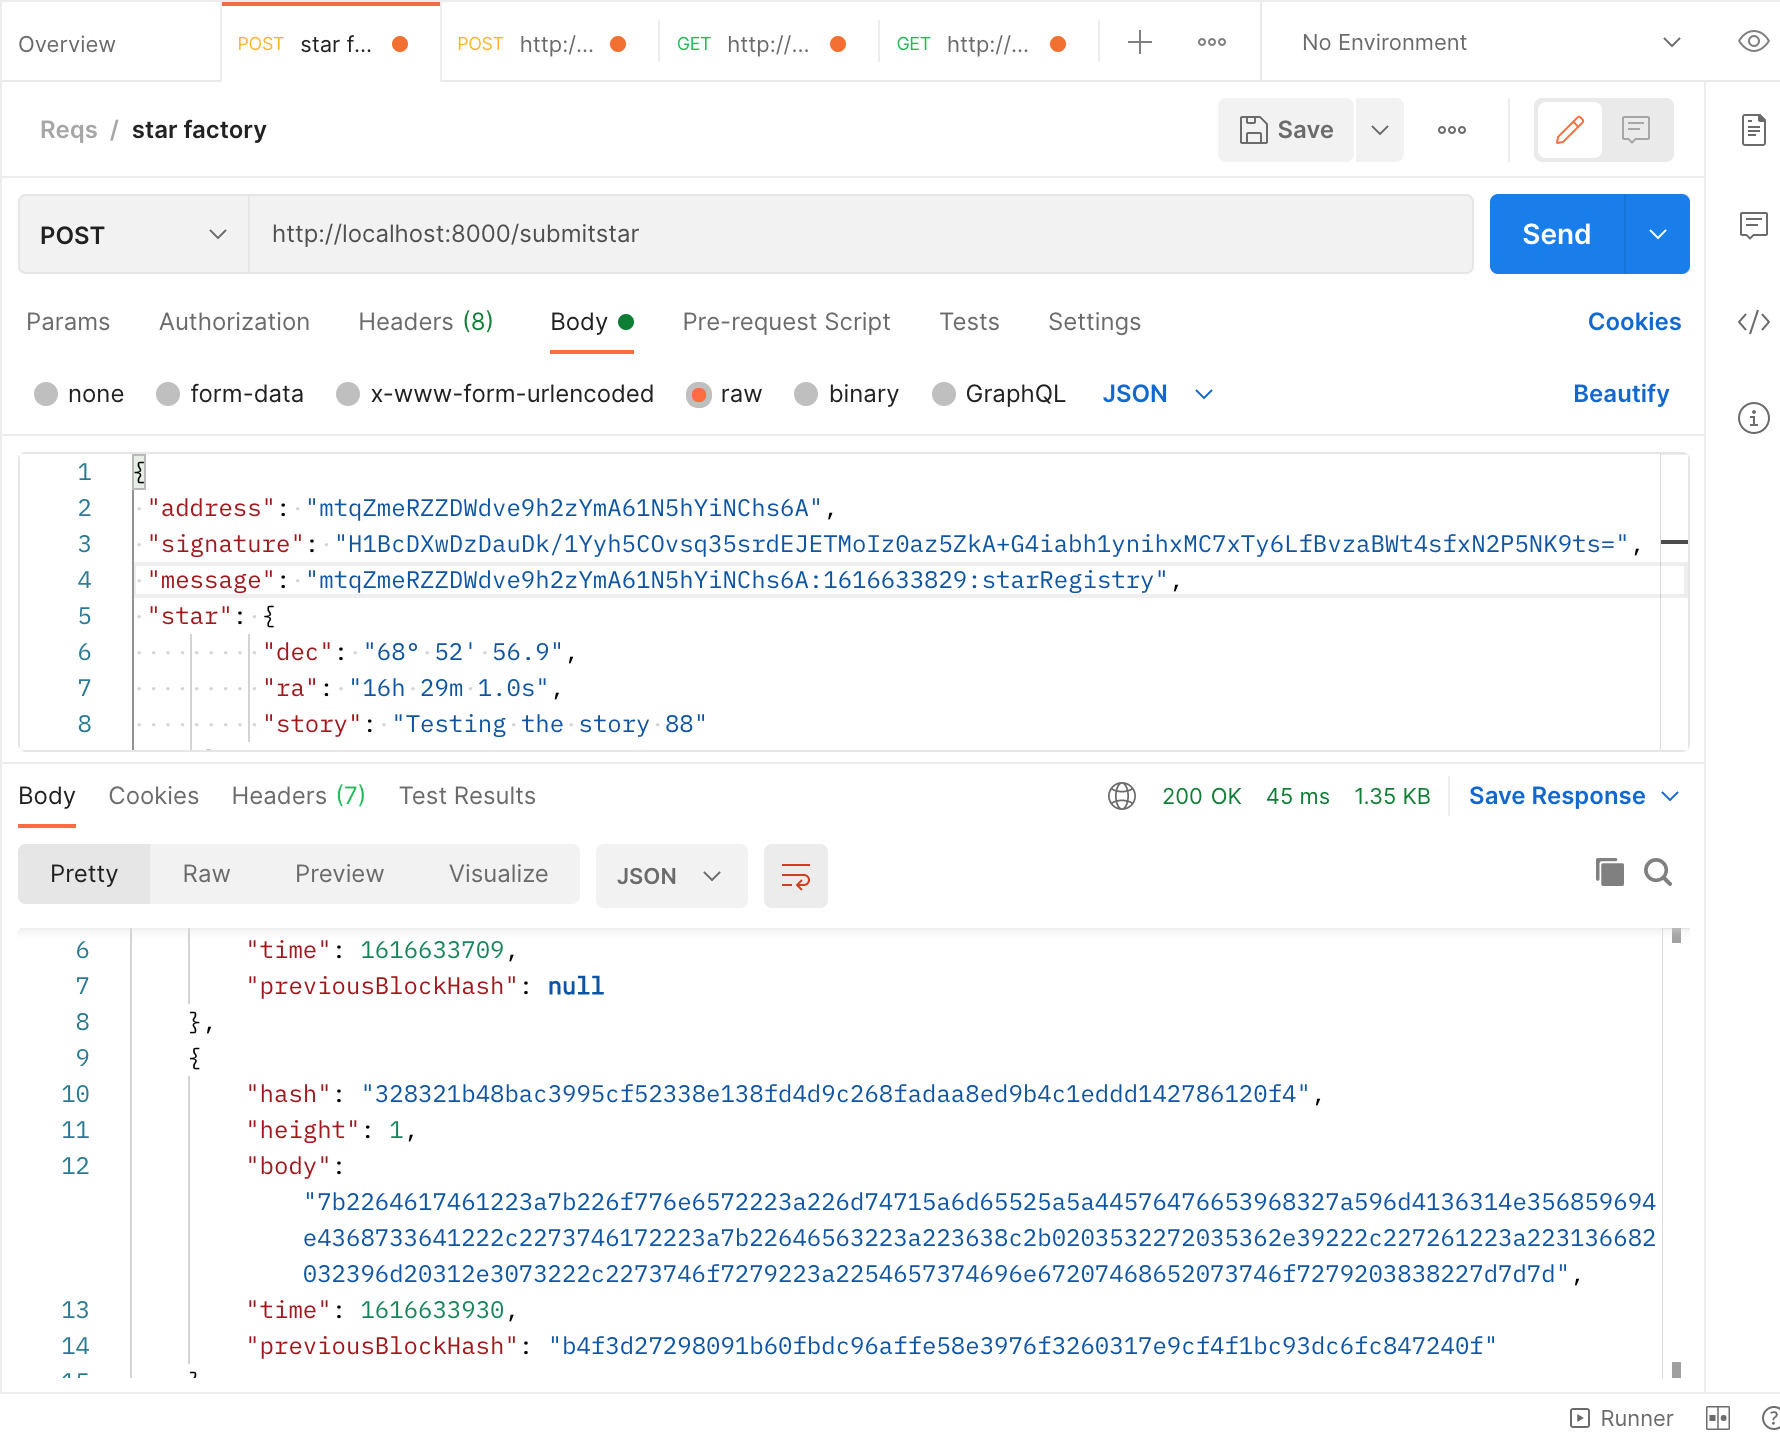 Overview
POST star f...
POST http:/...
GET http://...
GET http://...
No Environment
Reqs / star factory
Save
POST
http://localhost:8000/submitstar
Send
Params
Authorization
Headers (8)
Body
Pre-request Script
Tests
Settings
Cookies
none
form-data
x-www-form-urlencoded
raw
binary
GraphQL
JSON
Beautify
1 {
2 "address": "mtqZmeRZZDWdve9h2zYmA61N5hYiNChs6A",
3 "signature": "H1BcDXwDzDauDk/1Yyh5COvsq35srdEJETMoIz0az5ZkA+G4iabh1ynihxMC7xTy6LfBvzaBWt4sfxN2P5NK9ts=",
4 "message": "mtqZmeRZZDWdve9h2zYmA61N5hYiNChs6A:1616633829:starRegistry",
5 "star": {
6 "dec": "68° 52' 56.9",
7 "ra": "16h 29m 1.0s",
8 "story": "Testing the story 88"
Body
Cookies
Headers (7)
Test Results
200 OK
45 ms
1.35 KB
Save Response
Pretty
Raw
Preview
Visualize
JSON
6 "time": 1616633709,
7 "previousBlockHash": null
8 },
9 {
10 "hash": "328321b48bac3995cf52338e138fd4d9c268fadaa8ed9b4c1eddd142786120f4",
11 "height": 1,
12 "body":
"7b2264617461223a7b226f776e6572223a226d74715a6d65525a5a44576476653968327a596d4136314e356859694
e4368733641222c2273746172223a7b22646563223a223638c2b0203532272035362e39222c227261223a223136682
032396d20312e3073222c2273746f7279223a2254657374696e67207468652073746f7279203838227d7d7d",
13 "time": 1616633930,
14 "previousBlockHash": "b4f3d27298091b60fbdc96affe58e3976f3260317e9cf4f1bc93dc6fc847240f"
Runner